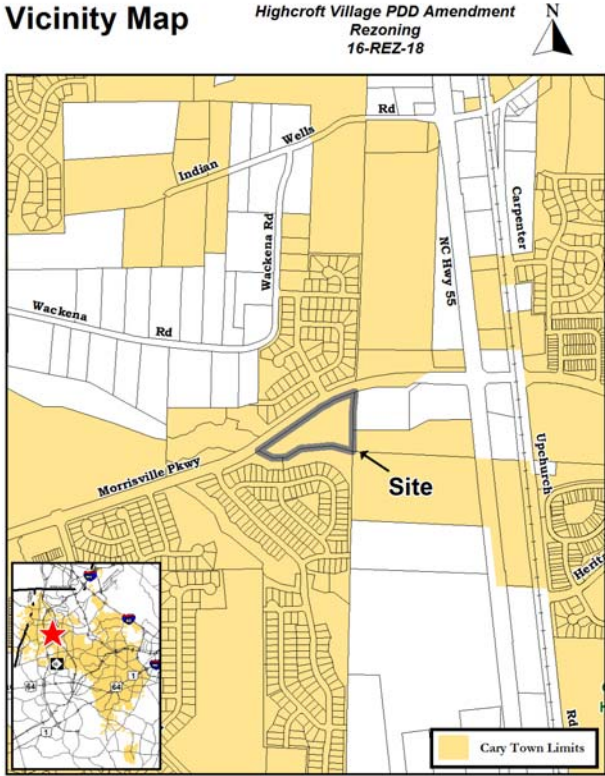 Vicinity Map
Highcroft Village PDD Amendment
Rezoning
16-REZ-18
N
Indian Wells Rd
Carpenter
NC Hwy 55
Wackena Rd
Wackena Rd
Morrisville Pkwy
Site
Upchurch
Rd
64
64
1
1
Cary Town Limits